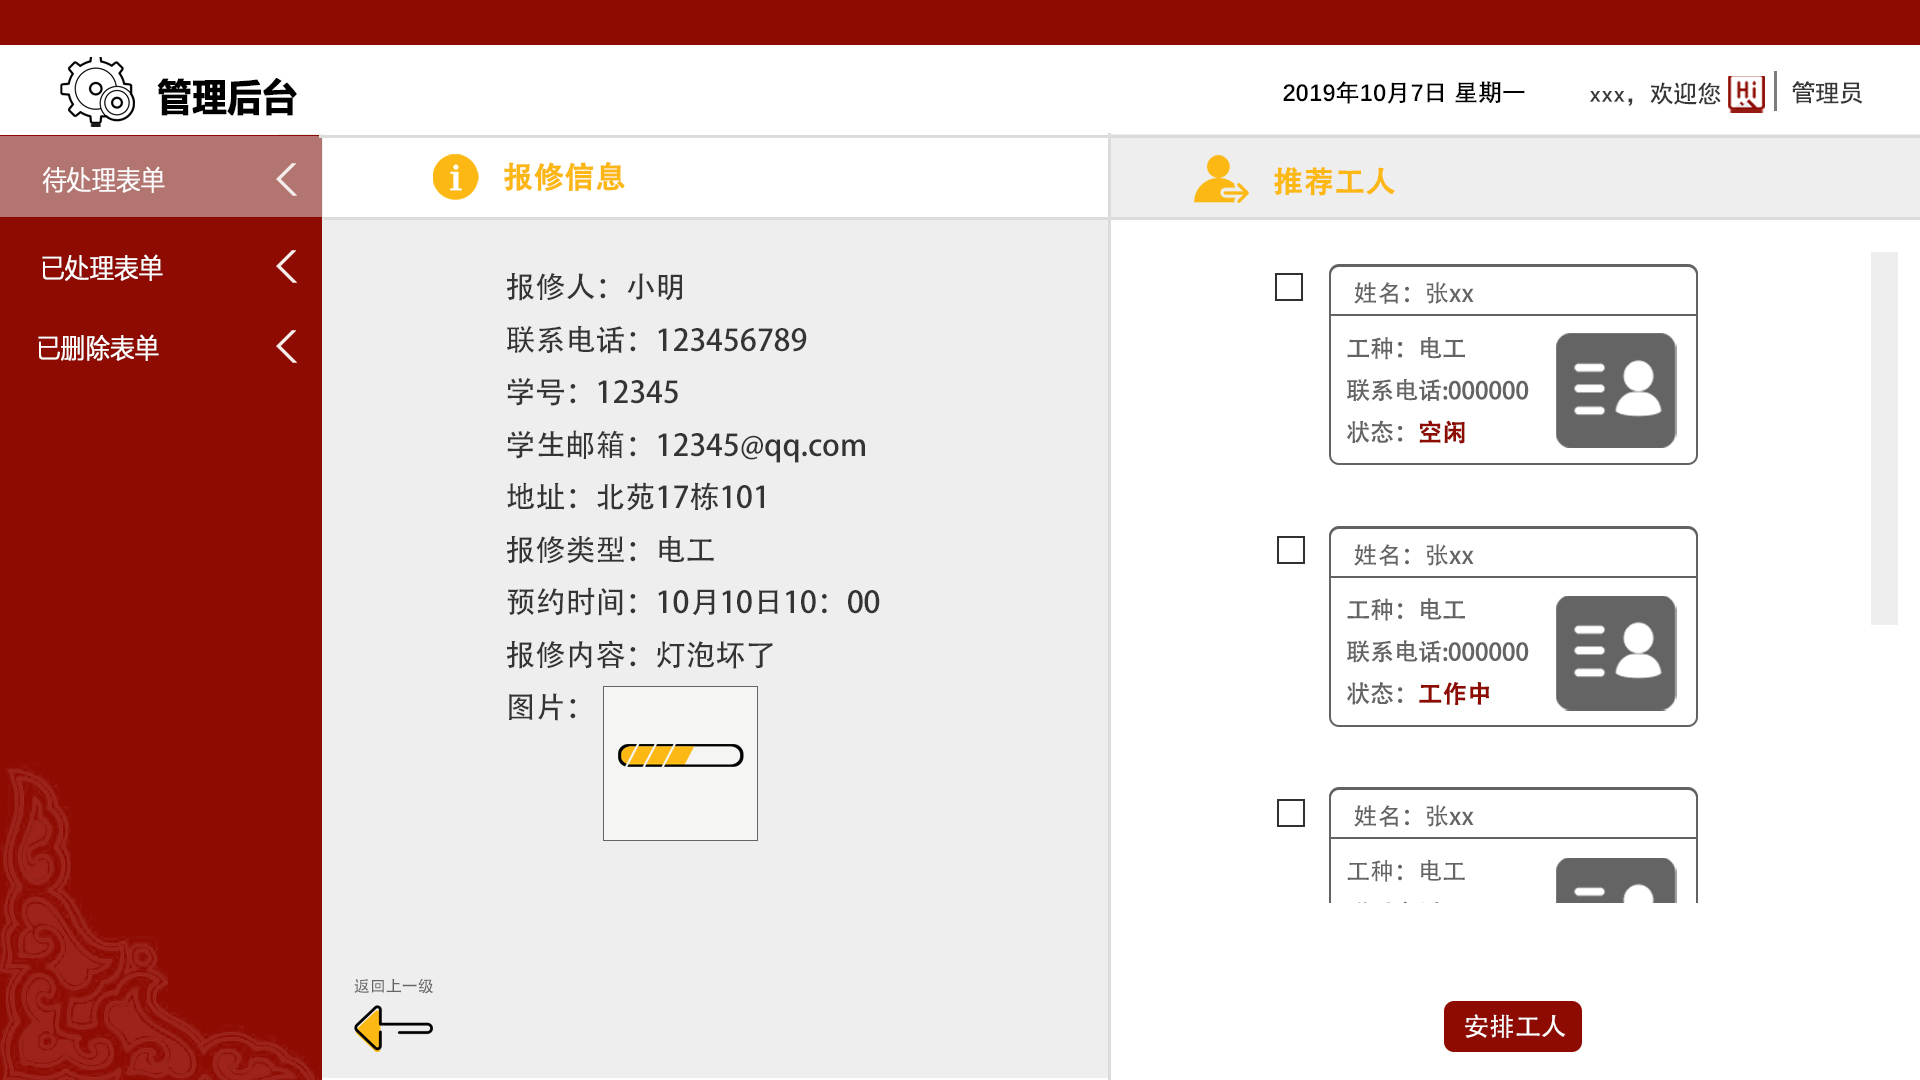 管理后台
2019年10月7日 星期一
xxx，欢迎您
Hi
管理员
待处理表单
已处理表单
已删除表单
报修信息
报修人：小明
联系电话：123456789
学号：12345
学生邮箱：12345@qq.com
地址：北苑17栋101
报修类型：电工
预约时间：10月10日10：00
报修内容：灯泡坏了
图片：
返回上一级
推荐工人
姓名：张xx
工种：电工
联系电话:000000
状态：空闲
姓名：张xx
工种：电工
联系电话:000000
状态：工作中
姓名：张xx
工种：电工
安排工人